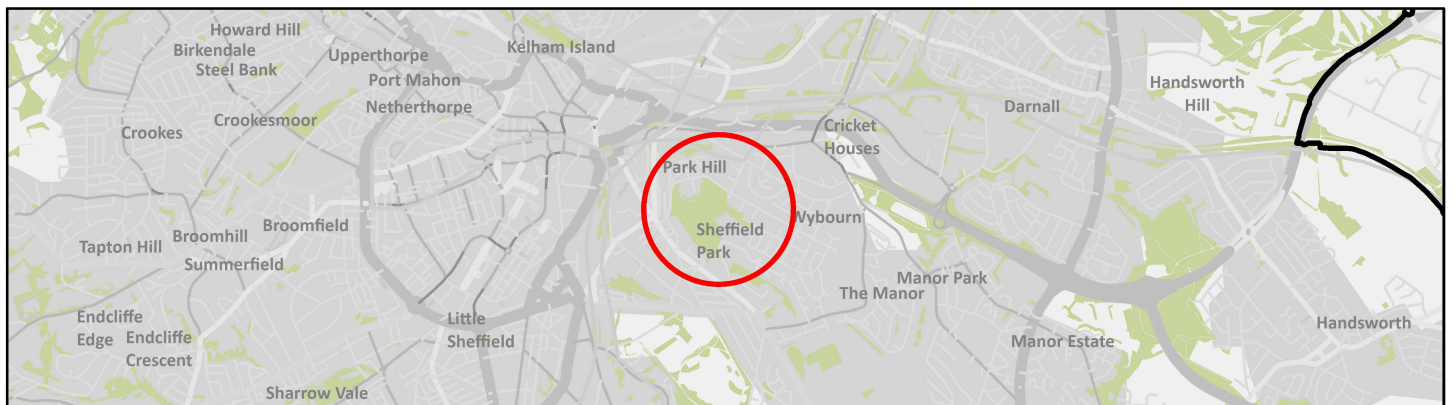 Howard Hill
Birkendale
Steel Bank
Upperthorpe
Kelham Island
Port Mahon
Netherthorpe
Crookesmoor
Crookes
Handsworth
Hill
Darnall
Cricket
Houses
Park Hill
Sheffield
Park
Wybourn
Broomfield
Broomhill
Tapton Hill
Summerfield
Manor Park
The Manor
Endcliffe
Edge
Endcliffe
Crescent
Little
Sheffield
Manor Estate
Handsworth
Sharrow Vale